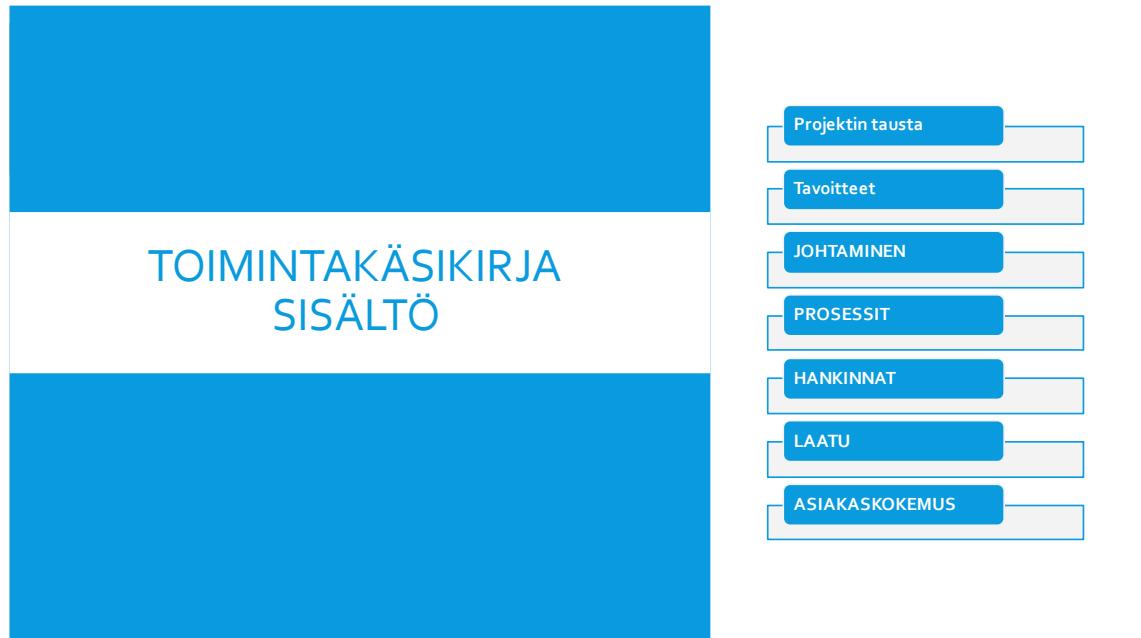 TOIMINTAKÄSIKIRJA
SISÄLTÖ
Projektin tausta
Tavoitteet
JOHTAMINEN
PROSESSIT
HANKINNAT
LAATU
ASIAKASKOKEMUS